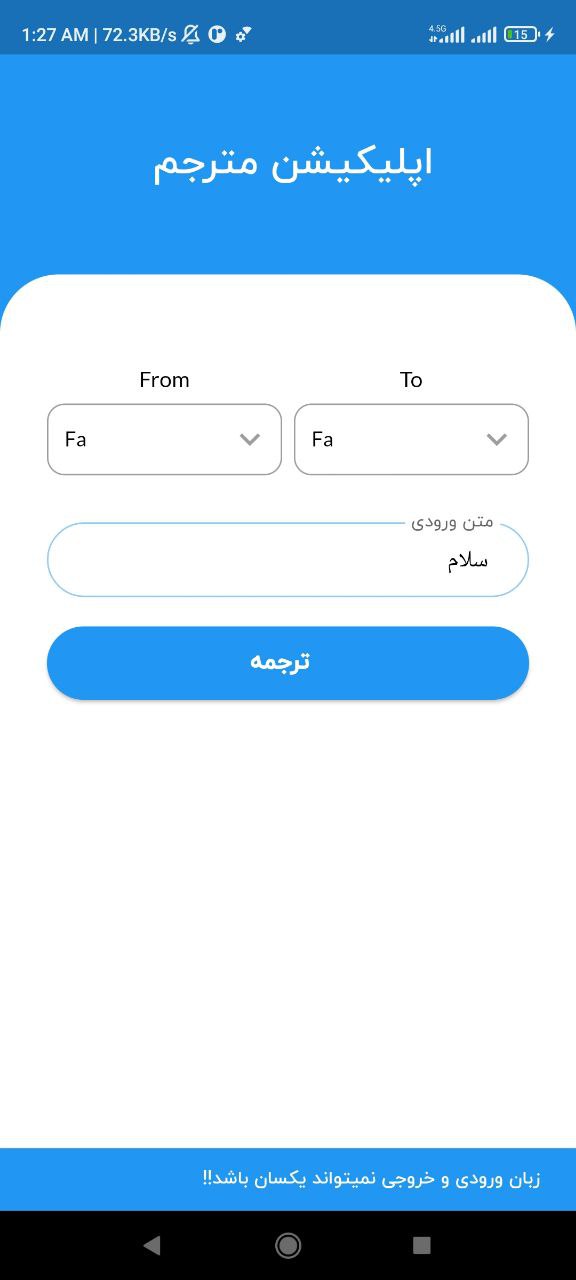 1:27 AM | 72.3KB/s
4.5G
15
اپلیکیشن مترجم
From
To
Fa
Fa
متن ورودی
سلام
ترجمه
زبان ورودی و خروجی نمیتواند یکسان باشد!!